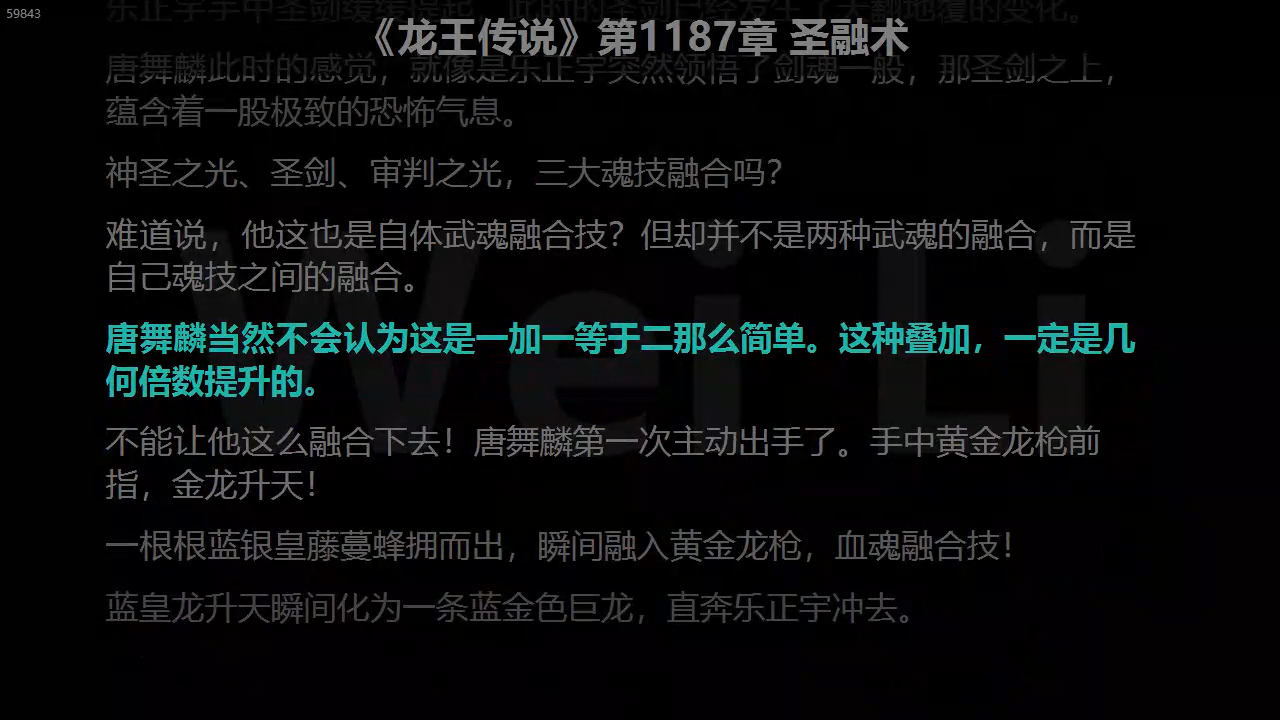 59843
《龙王传说》第1187章 圣融术
唐舞麟此时的感觉，就像是乐正宇突然领悟了剑魂一般，那圣剑之上，
蕴含着一股极致的恐怖气息。
神圣之光、圣剑、审判之光，三大魂技融合吗？
难道说，他这也是自体武魂融合技？但却并不是两种武魂的融合，而是
自己魂技之间的融合。
唐舞麟当然不会认为这是一加一等于二那么简单。这种叠加，一定是几
何倍数提升的。
不能让他这么融合下去！唐舞麟第一次主动出手了。手中黄金龙枪前
指，金龙升天！
一根根蓝银皇藤蔓蜂拥而出，瞬间融入黄金龙枪，血魂融合技！
蓝皇龙升天瞬间化为一条蓝金色巨龙，直奔乐正宇冲去。
Wei Li